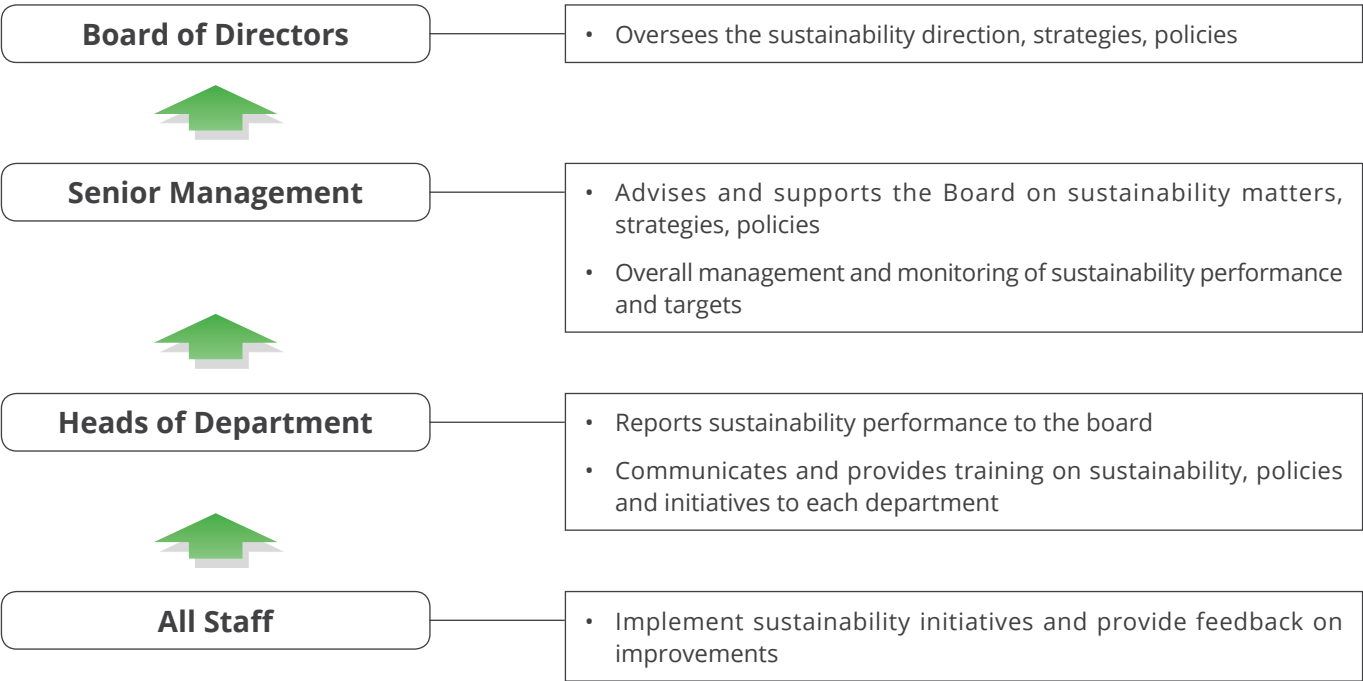 Board of Directors
• Oversees the sustainability direction, strategies, policies
Senior Management
• Advises and supports the Board on sustainability matters,
strategies, policies
• Overall management and monitoring of sustainability performance
and targets
Heads of Department
• Reports sustainability performance to the board
• Communicates and provides training on sustainability, policies
and initiatives to each department
All Staff
• Implement sustainability initiatives and provide feedback on
improvements